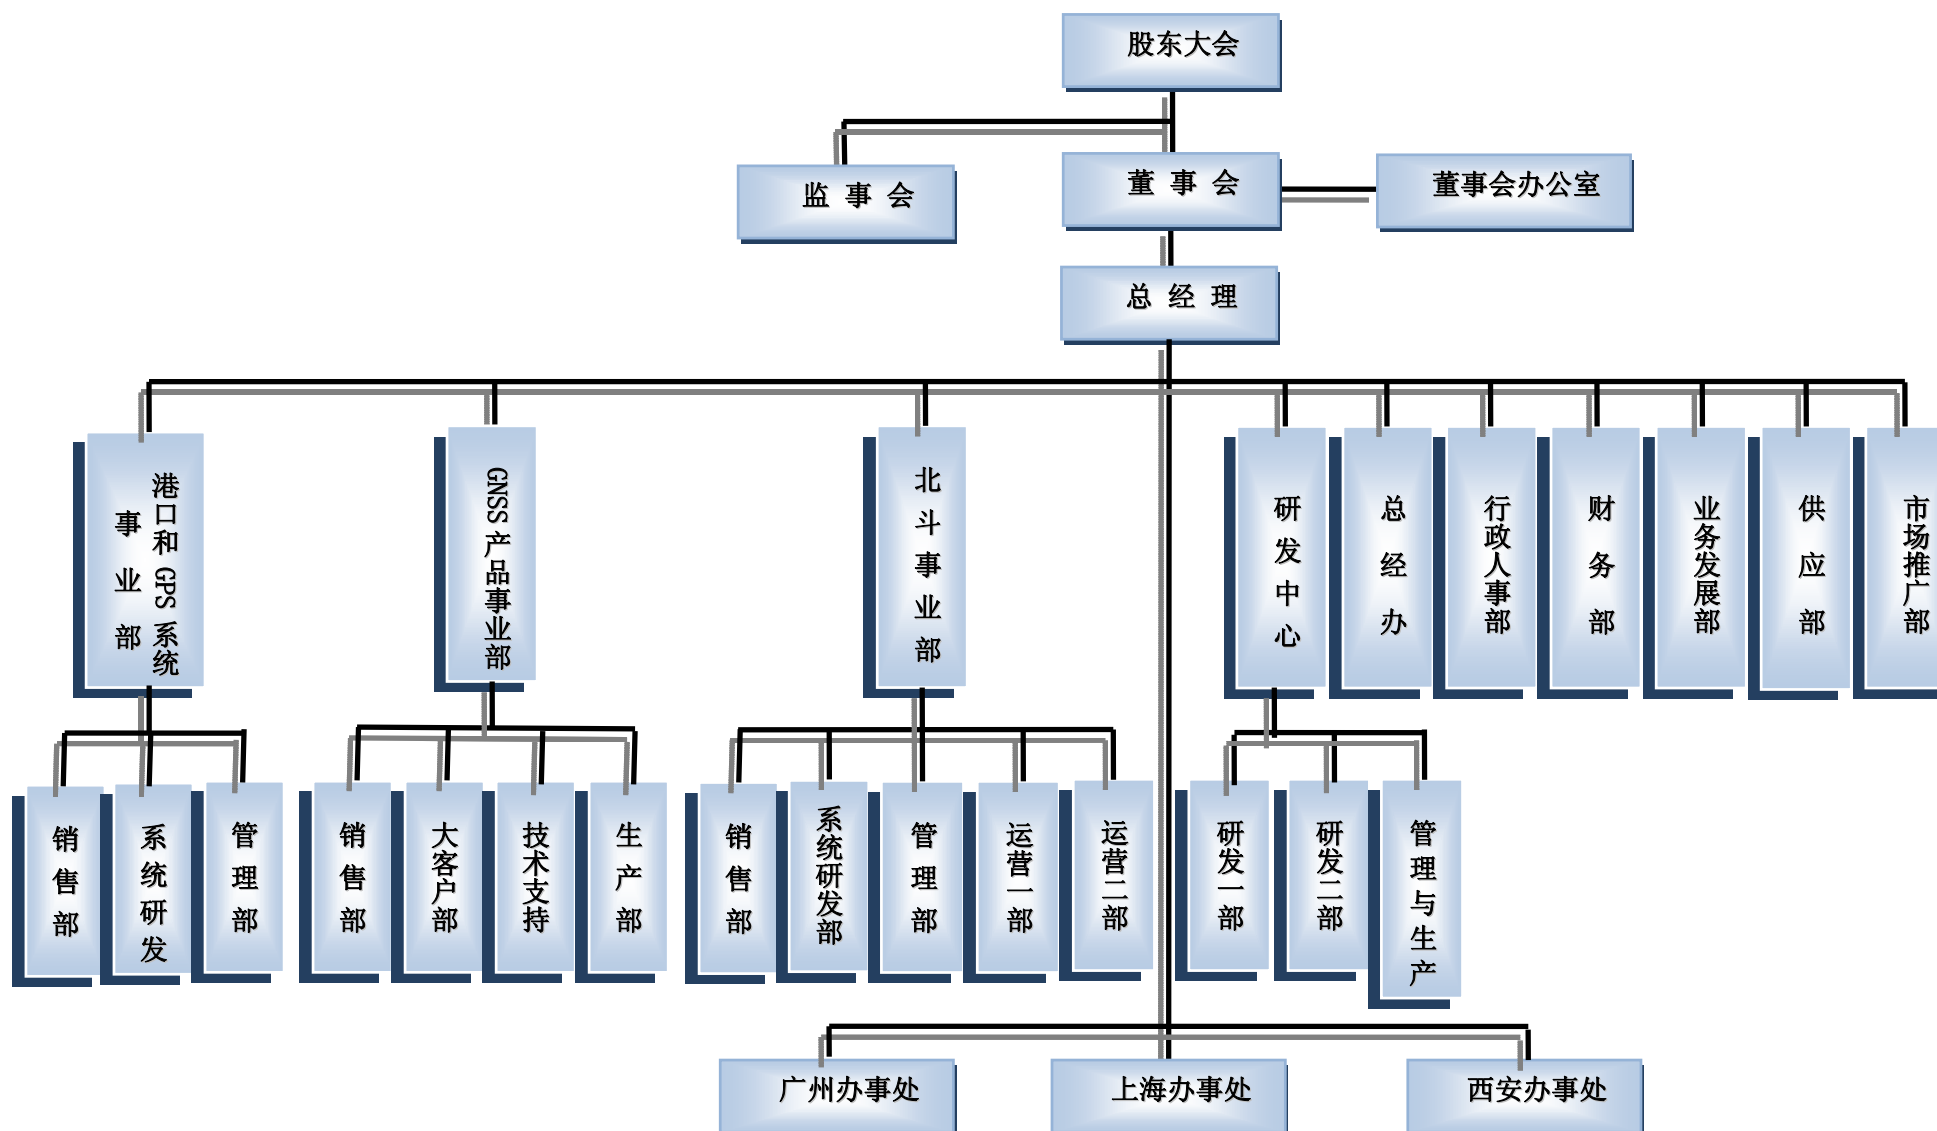 股东大会
监 事 会
董 事 会
董事会办公室
总 经 理
港口和 GPS 系统
事 业 部
GNSS 产品事业部
北 斗 事 业 部
研 发 中 心
总 经 办
行政人事部
财 务 部
业务发展部
供 应 部
市场推广部
销 售 部
系 统 研 发
管 理 部
销 售 部
大客户部
技术支持
生 产 部
销 售 部
系统研发部
管 理 部
运营一部
运营二部
研发一部
研发二部
管理与生产
广州办事处
上海办事处
西安办事处